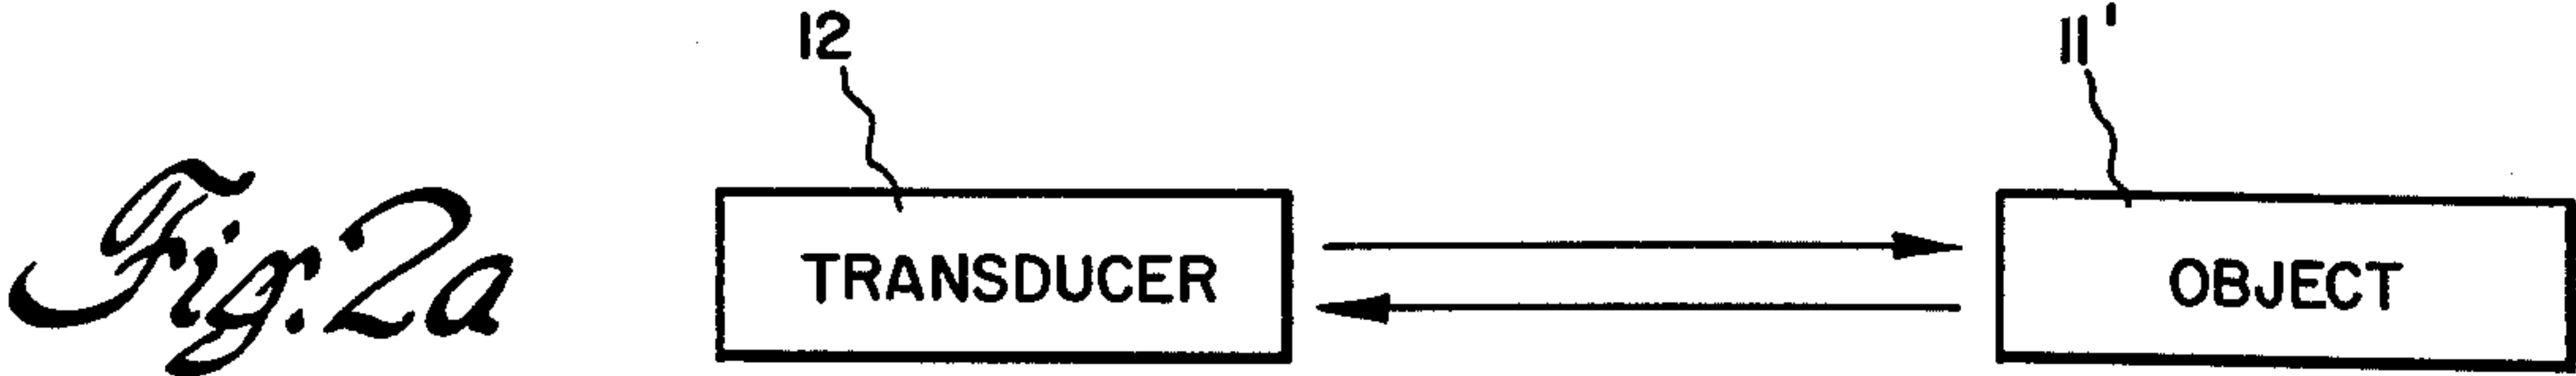 12
11'
Fig. 2a
TRANSDUCER
OBJECT